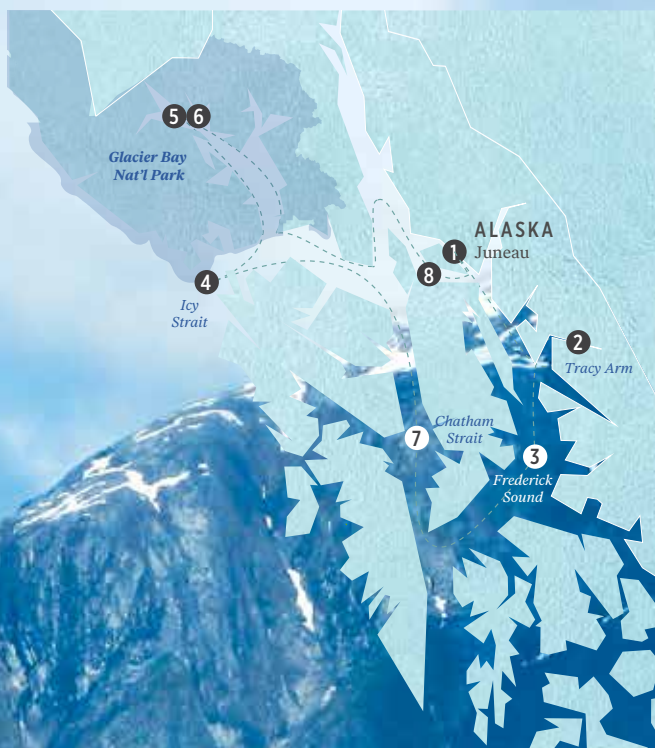 5 6
Glacier Bay
Nat'l Park
ALASKA
1 Juneau
8
4
Icy
Strait
2
Tracy Arm
7
Chatham
Strait
3
Frederick
Sound